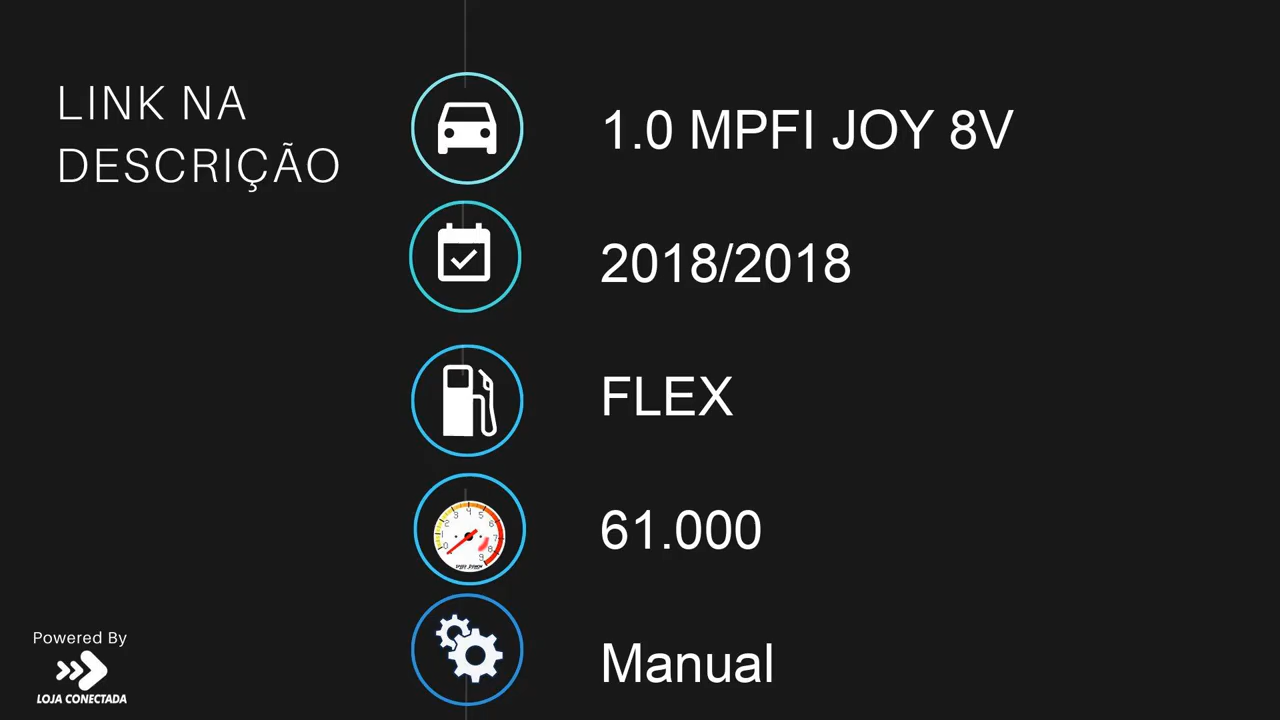 LINK NA
DESCRIÇÃO
1.0 MPFI JOY 8V
2018/2018
FLEX
61.000
Manual
Powered By
LOJA CONECTADA